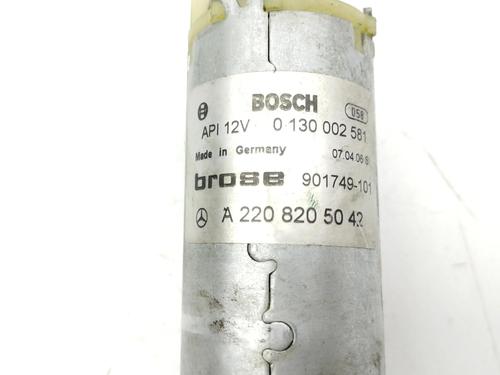 BOSCH 058
API 12V 0 130 002 581
Made in Germany 07.04.06
brose 901749-101
A 220 820 50 42